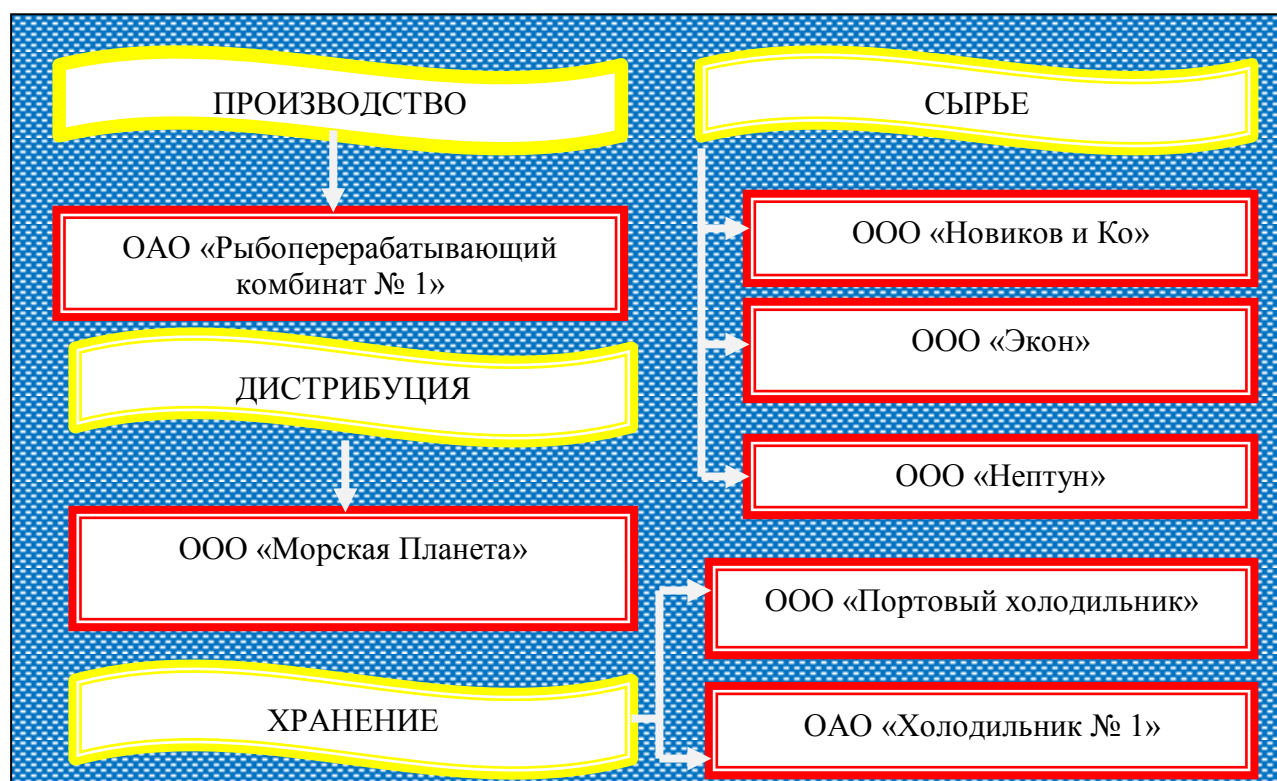 ПРОИЗВОДСТВО
ОАО «Рыбоперерабатывающий
комбинат № 1»
ДИСТРИБУЦИЯ
ООО «Морская Планета»
ХРАНЕНИЕ
СЫРЬЕ
ООО «Новиков и Ко»
ООО «Экон»
ООО «Нептун»
ООО «Портовый холодильник»
ОАО «Холодильник № 1»